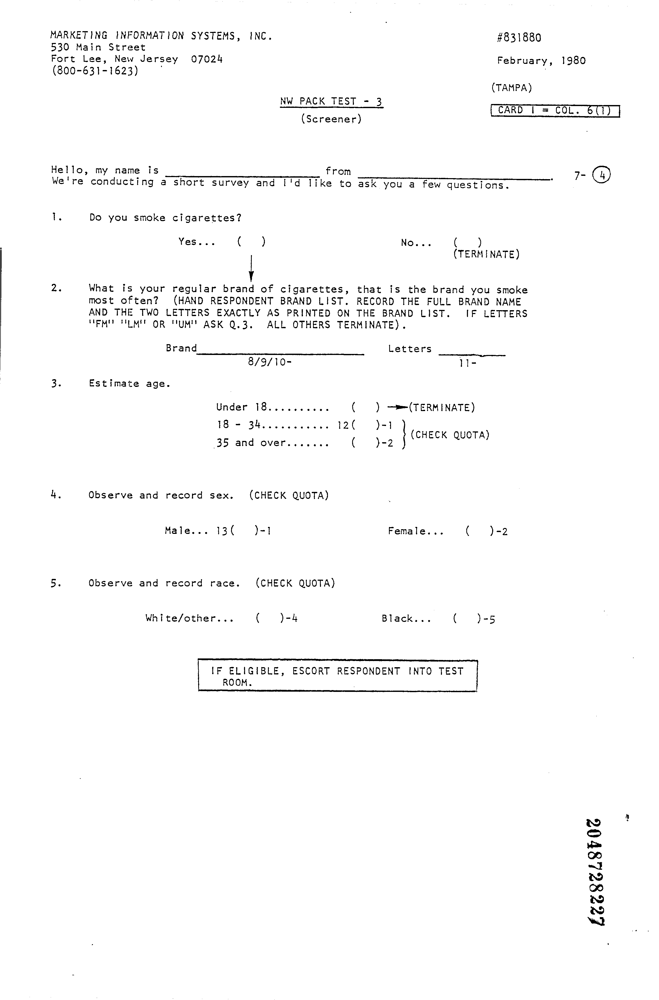 MARKETING INFORMATION SYSTEMS, INC.
530 Main Street
Fort Lee, New Jersey 07024
(800-631-1623)
#831880
February, 1980
(TAMPA)
NW PACK TEST - 3
(Screener)
CARD 1 = COL. 6(1)
Hello, my name is ____________ from ____________
We're conducting a short survey and I'd like to ask you a few questions.
7- (4)
1. Do you smoke cigarettes?
Yes... ( ) No... ( )
(TERMINATE)
2. What is your regular brand of cigarettes, that is the brand you smoke
most often? (HAND RESPONDENT BRAND LIST. RECORD THE FULL BRAND NAME
AND THE TWO LETTERS EXACTLY AS PRINTED ON THE BRAND LIST. IF LETTERS
"FM" "LM" OR "UM" ASK Q.3. ALL OTHERS TERMINATE).
Brand____________ Letters ______
8/9/10- 11-
3. Estimate age.
Under 18.......... ( ) →(TERMINATE)
18 - 34........... 12( )-1
35 and over....... ( )-2
(CHECK QUOTA)
4. Observe and record sex. (CHECK QUOTA)
Male... 13( )-1 Female... ( )-2
5. Observe and record race. (CHECK QUOTA)
White/other... ( )-4 Black... ( )-5
IF ELIGIBLE, ESCORT RESPONDENT INTO TEST
ROOM.
2048728227